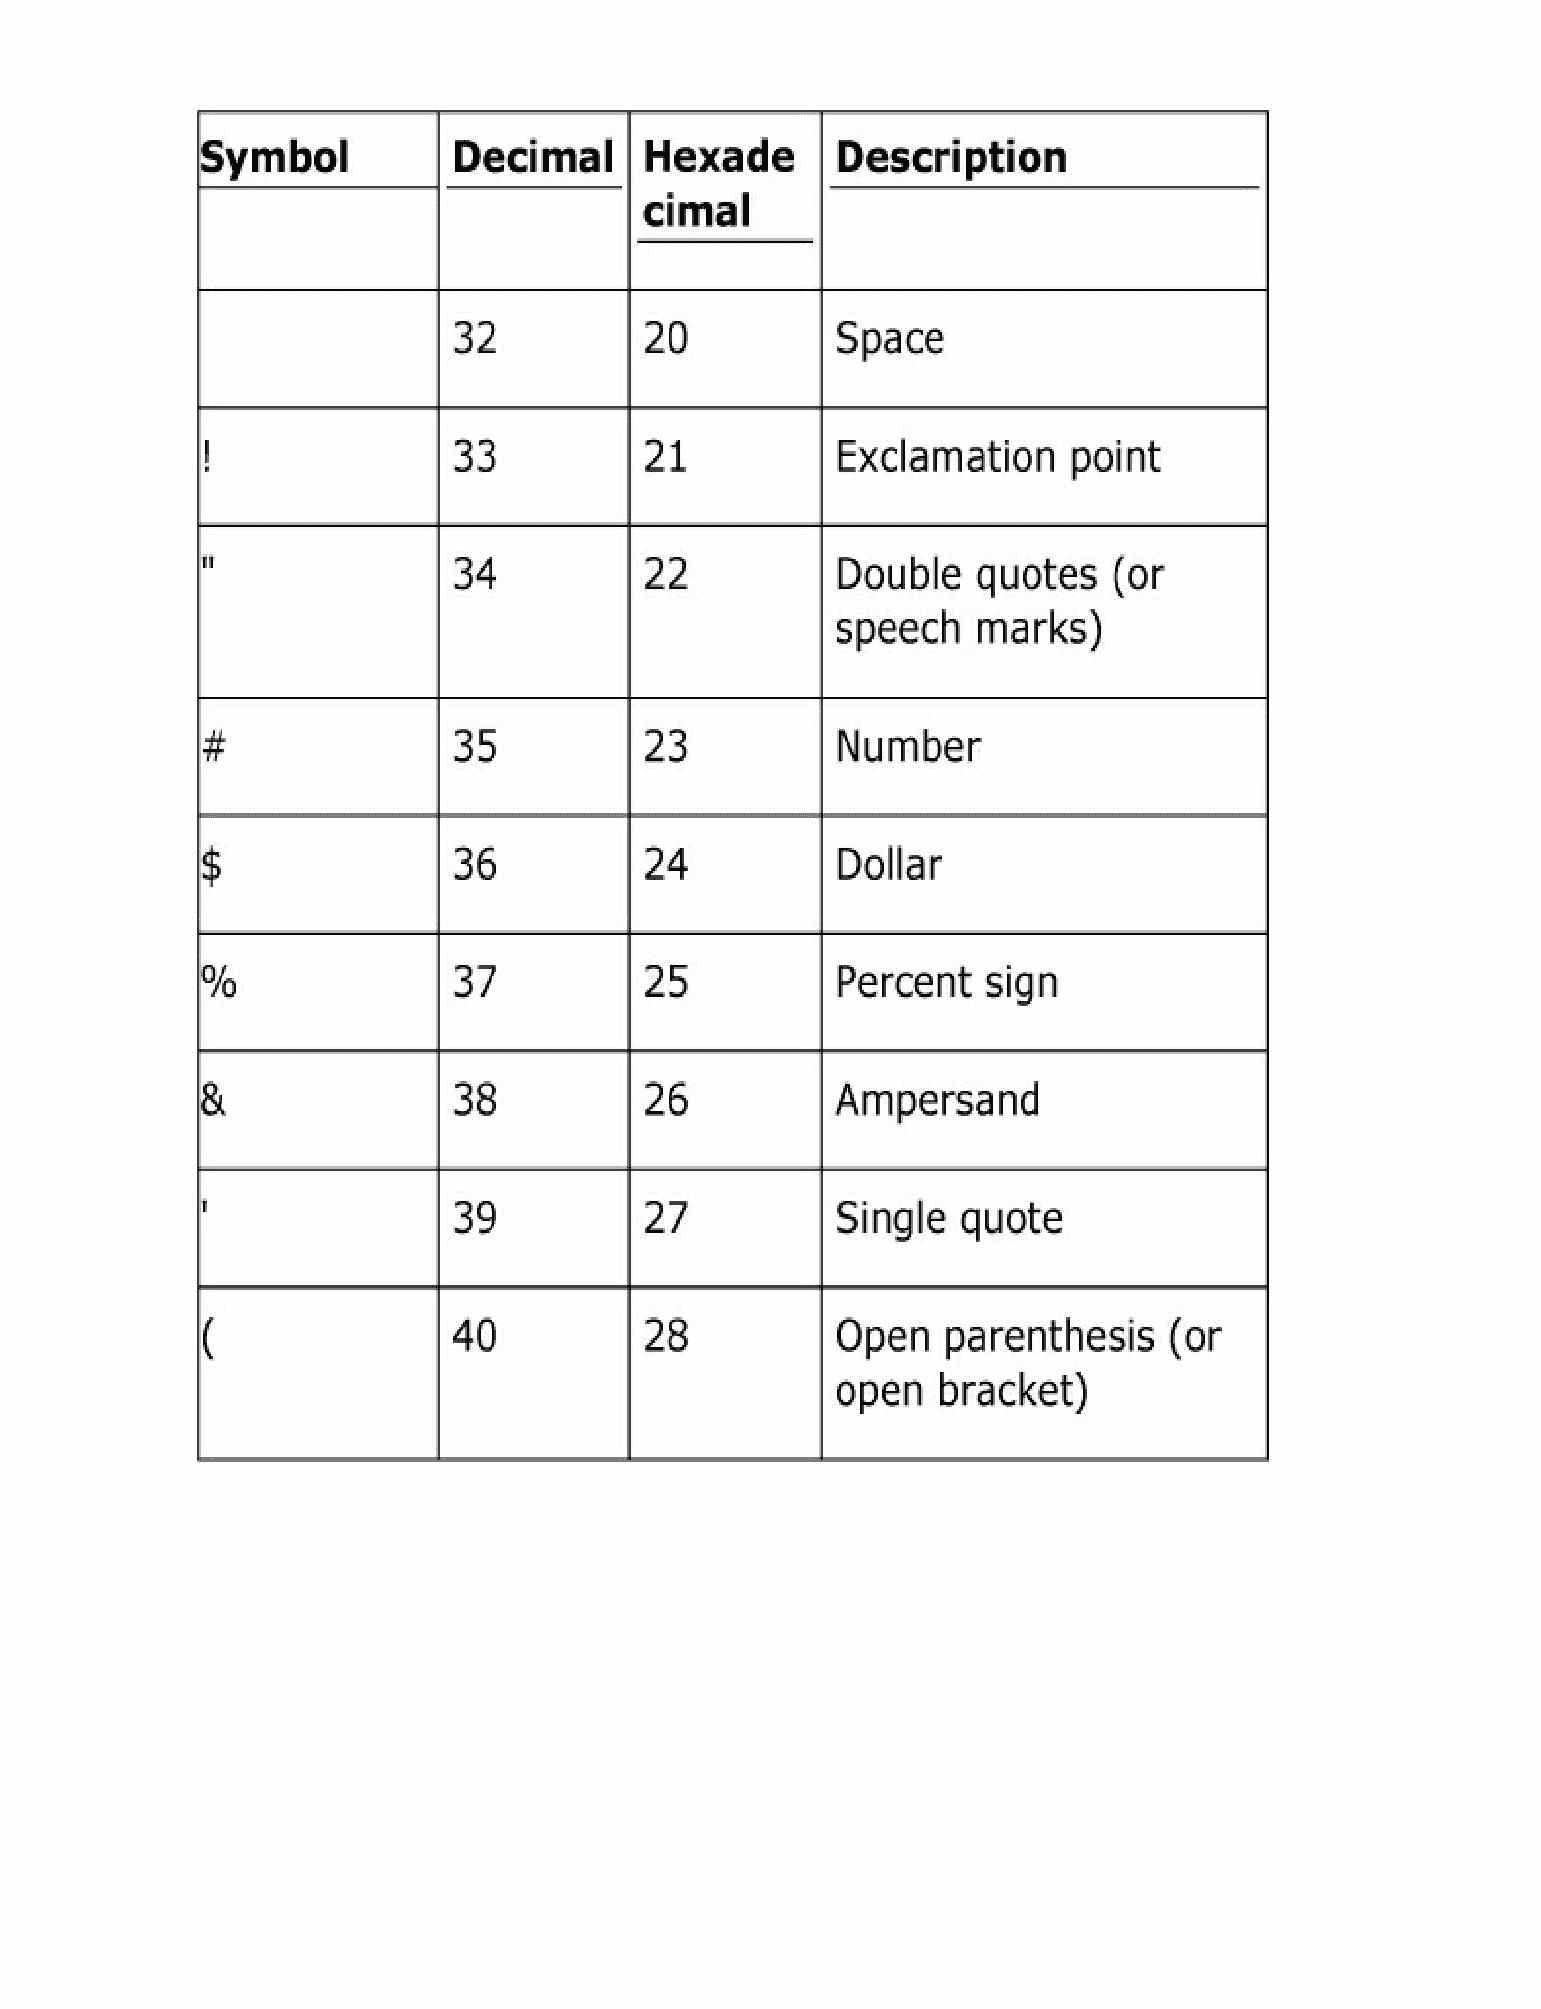 Symbol Decimal Hexade Description
cimal
32 20 Space
! 33 21 Exclamation point
" 34 22 Double quotes (or
speech marks)
# 35 23 Number
$ 36 24 Dollar
% 37 25 Percent sign
& 38 26 Ampersand
' 39 27 Single quote
( 40 28 Open parenthesis (or
open bracket)